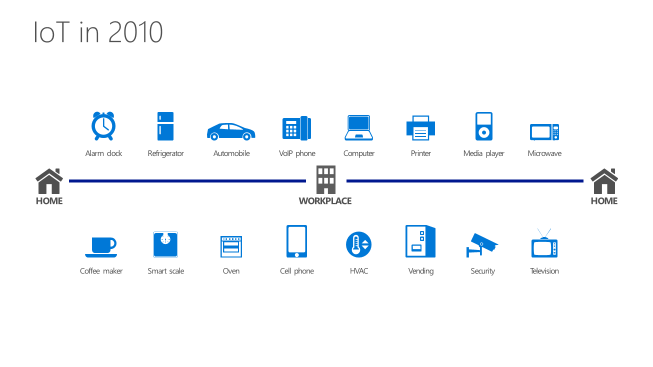 IoT in 2010
Alarm clock Refrigerator Automobile VoIP phone Computer Printer Media player Microwave
HOME WORKPLACE HOME
Coffee maker Smart scale Oven Cell phone HVAC Vending Security Television